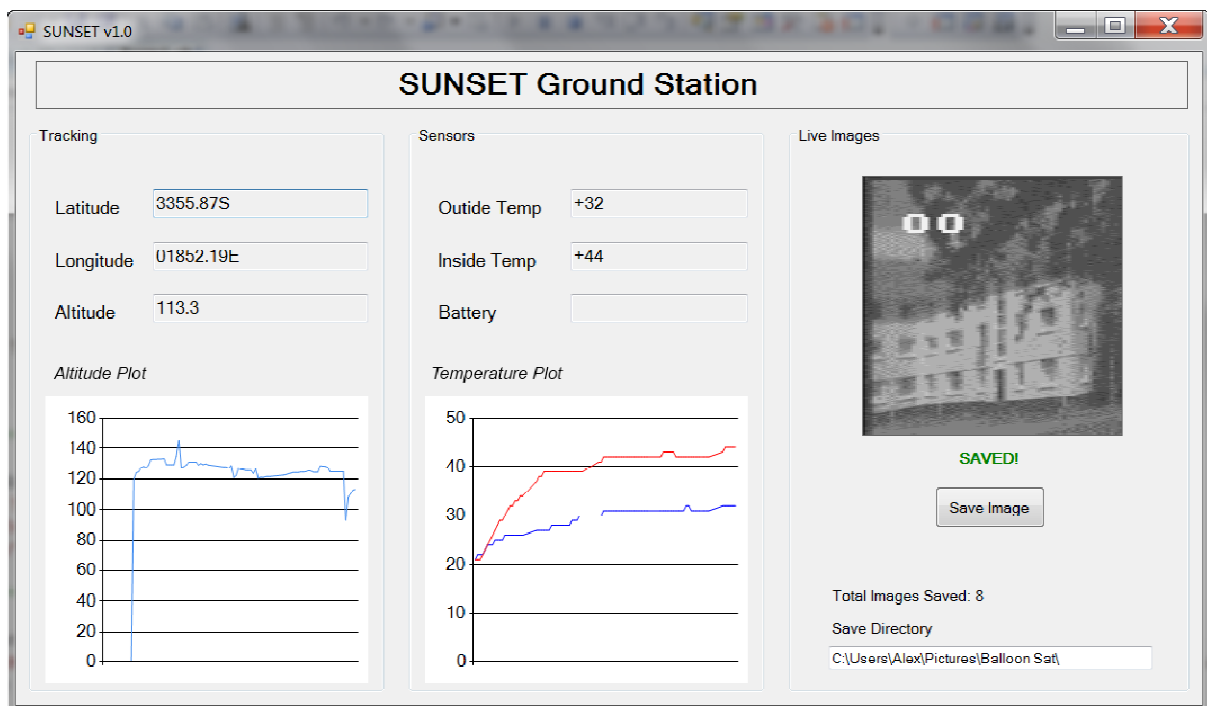 SUNSET v1.0
SUNSET Ground Station
Tracking
Latitude 3355.87S
Longitude 01852.19E
Altitude 113.3
Altitude Plot
160
140
120
100
80
60
40
20
0
Sensors
Outide Temp +32
Inside Temp +44
Battery
Temperature Plot
50
40
30
20
10
0
Live Images
00
SAVED!
Save Image
Total Images Saved: 8
Save Directory
C:\Users\Alex\Pictures\Balloon Sat\